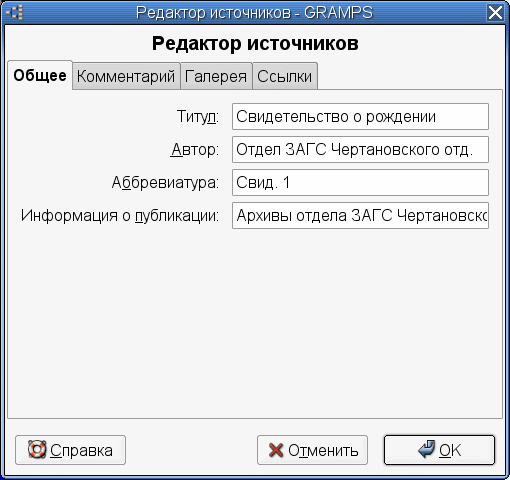 Редактор источников - GRAMPS
Редактор источников
Общее Комментарий Галерея Ссылки
Титул: Свидетельство о рождении
Автор: Отдел ЗАГС Чертановского отд.
Аббревиатура: Свид. 1
Информация о публикации: Архивы отдела ЗАГС Чертановско
Справка Отменить OK